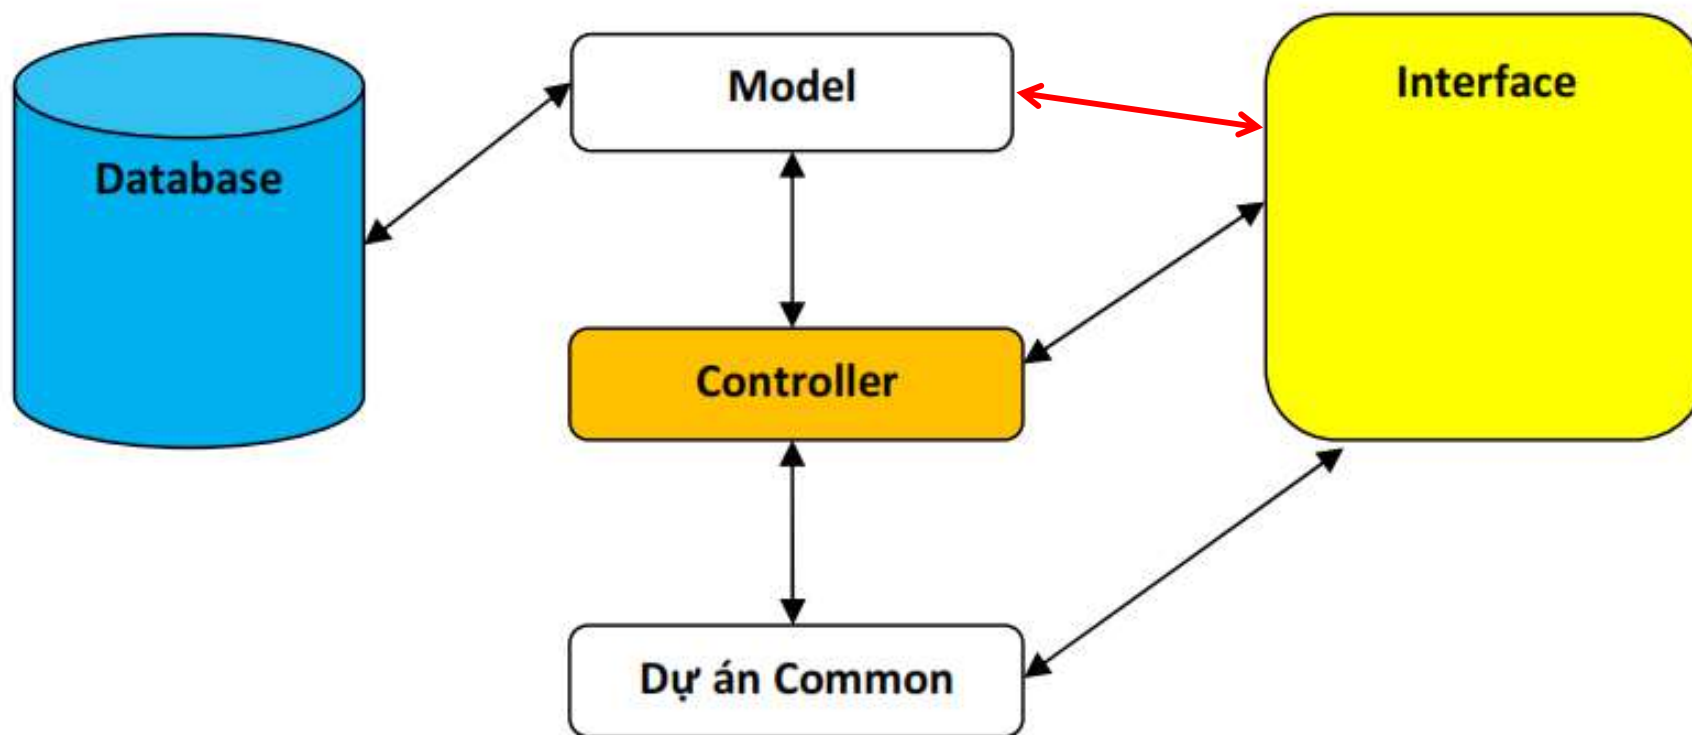 Model
Interface
Database
Controller
Dự án Common